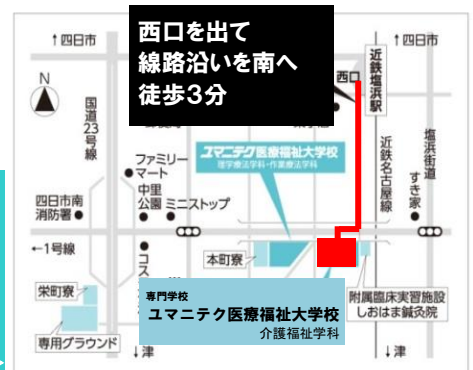 西口を出て
線路沿いを南へ
徒歩3分
↑四日市
↑四日市
N
西口
近鉄塩浜駅
国道23号線
ファミリー
マート
ユマニテク医療福祉大学校
理学療法学科・作業療法学科
近鉄名古屋線
塩浜街道
すき家
四日市南
消防署
中里
公園
ミニストップ
←1号線
コス
本町寮
栄町寮
専用グラウンド
専門学校
ユマニテク医療福祉大学校
介護福祉学科
附属臨床実習施設
しおはま鍼灸院
↓津
↓津